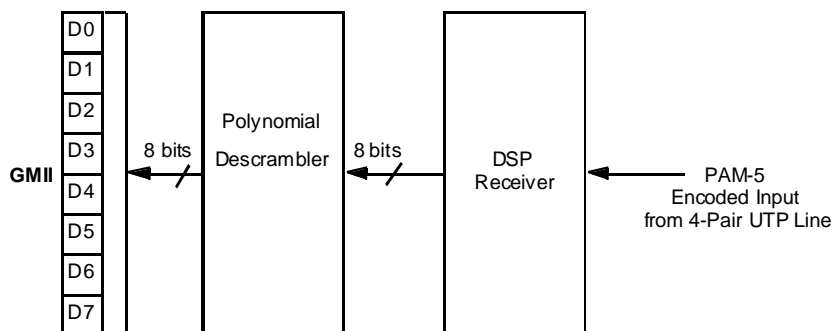 D0
D1
D2
D3
D4
D5
D6
D7
GMII
8 bits
Polynomial
Descrambler
8 bits
DSP
Receiver
PAM-5
Encoded Input
from 4-Pair UTP Line